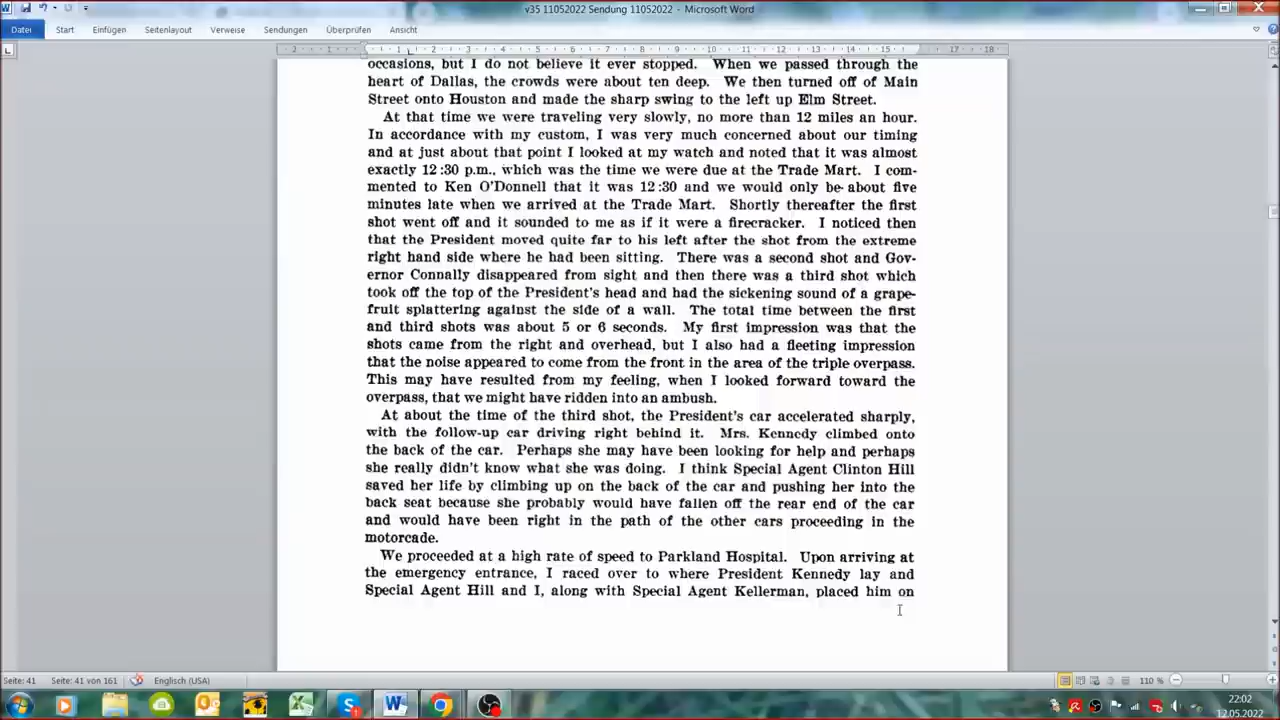 v35 11052022 Sendung 11052022 - Microsoft Word
Datei Start Einfügen Seitenlayout Verweise Sendungen Überprüfen Ansicht
2 1 1 2 3 4 5 6 7 8 9 10 11 12 13 14 15 17 18
occasions, but I do not believe it ever stopped. When we passed through the
heart of Dallas, the crowds were about ten deep. We then turned off of Main
Street onto Houston and made the sharp swing to the left up Elm Street.
At that time we were traveling very slowly, no more than 12 miles an hour.
In accordance with my custom, I was very much concerned about our timing
and at just about that point I looked at my watch and noted that it was almost
exactly 12:30 p.m., which was the time we were due at the Trade Mart. I com-
mented to Ken O'Donnell that it was 12:30 and we would only be about five
minutes late when we arrived at the Trade Mart. Shortly thereafter the first
shot went off and it sounded to me as if it were a firecracker. I noticed then
that the President moved quite far to his left after the shot from the extreme
right hand side where he had been sitting. There was a second shot and Gov-
ernor Connally disappeared from sight and then there was a third shot which
took off the top of the President's head and had the sickening sound of a grape-
fruit splattering against the side of a wall. The total time between the first
and third shots was about 5 or 6 seconds. My first impression was that the
shots came from the right and overhead, but I also had a fleeting impression
that the noise appeared to come from the front in the area of the triple overpass.
This may have resulted from my feeling, when I looked forward toward the
overpass, that we might have ridden into an ambush.
At about the time of the third shot, the President's car accelerated sharply,
with the follow-up car driving right behind it. Mrs. Kennedy climbed onto
the back of the car. Perhaps she may have been looking for help and perhaps
she really didn't know what she was doing. I think Special Agent Clinton Hill
saved her life by climbing up on the back of the car and pushing her into the
back seat because she probably would have fallen off the rear end of the car
and would have been right in the path of the other cars proceeding in the
motorcade.
We proceeded at a high rate of speed to Parkland Hospital. Upon arriving at
the emergency entrance, I raced over to where President Kennedy lay and
Special Agent Hill and I, along with Special Agent Kellerman, placed him on
Seite: 41 Seite: 41 von 161 Englisch (USA) 110 %
22:02
12.05.2022